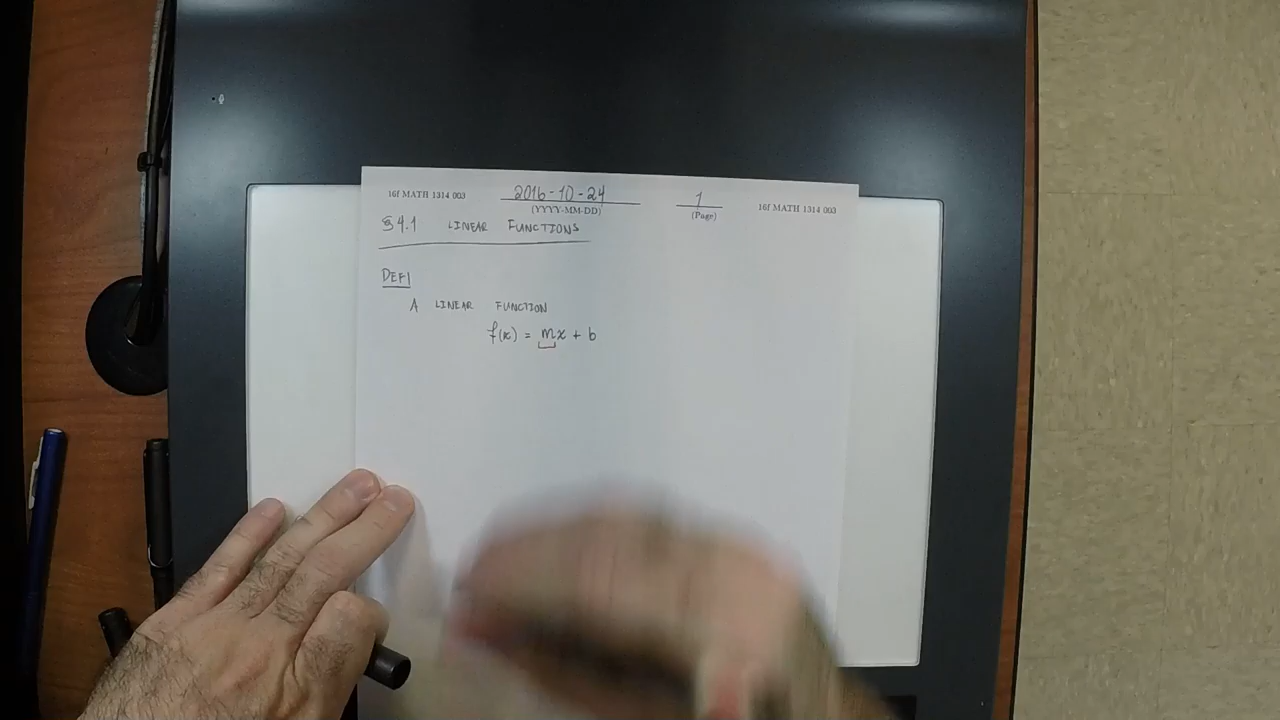 16f MATH 1314 003 2016-10-24 1 16f MATH 1314 003
(YYYY-MM-DD) (Page)
§4.1 LINEAR FUNCTIONS
DEF|
A LINEAR FUNCTION
f(x) = mx + b